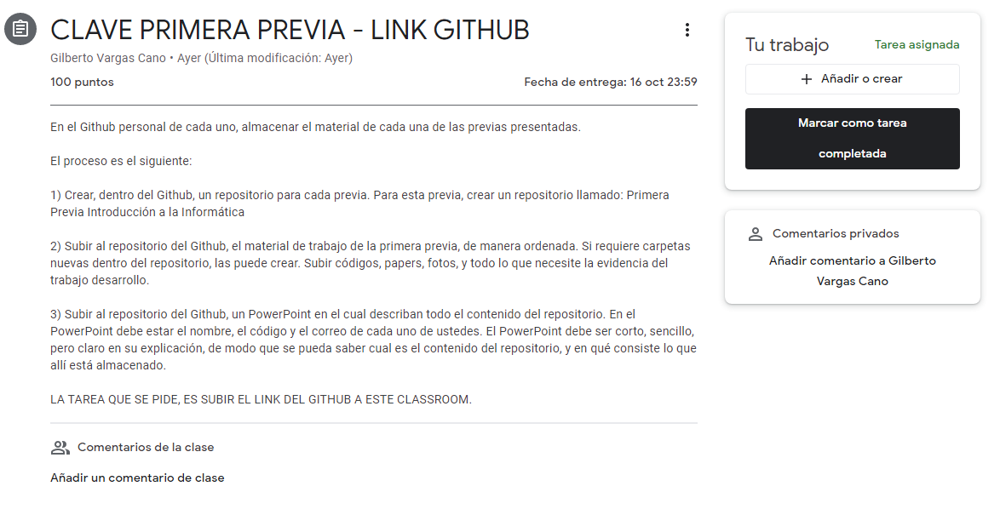 CLAVE PRIMERA PREVIA - LINK GITHUB
Gilberto Vargas Cano • Ayer (Última modificación: Ayer)
100 puntos
Fecha de entrega: 16 oct 23:59
En el Github personal de cada uno, almacenar el material de cada una de las previas presentadas.
El proceso es el siguiente:
1) Crear, dentro del Github, un repositorio para cada previa. Para esta previa, crear un repositorio llamado: Primera
Previa Introducción a la Informática
2) Subir al repositorio del Github, el material de trabajo de la primera previa, de manera ordenada. Si requiere carpetas
nuevas dentro del repositorio, las puede crear. Subir códigos, papers, fotos, y todo lo que necesite la evidencia del
trabajo desarrollo.
3) Subir al repositorio del Github, un PowerPoint en el cual describan todo el contenido del repositorio. En el
PowerPoint debe estar el nombre, el código y el correo de cada uno de ustedes. El PowerPoint debe ser corto, sencillo,
pero claro en su explicación, de modo que se pueda saber cual es el contenido del repositorio, y en qué consiste lo que
allí está almacenado.
LA TAREA QUE SE PIDE, ES SUBIR EL LINK DEL GITHUB A ESTE CLASSROOM.
Comentarios de la clase
Añadir un comentario de clase
Tu trabajo
Tarea asignada
+ Añadir o crear
Marcar como tarea
completada
Comentarios privados
Añadir comentario a Gilberto
Vargas Cano